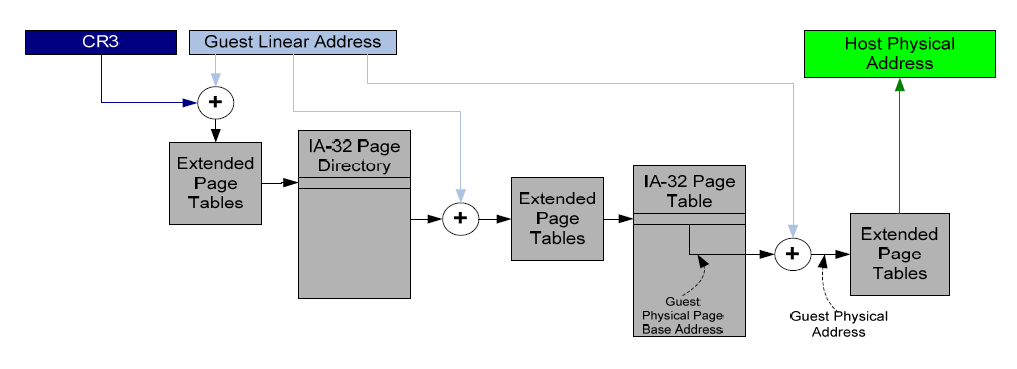 CR3
Guest Linear Address
Host Physical
Address
+
Extended
Page
Tables
IA-32 Page
Directory
+
Extended
Page
Tables
IA-32 Page
Table
Guest
Physical Page
Base Address
+
Guest Physical
Address
Extended
Page
Tables